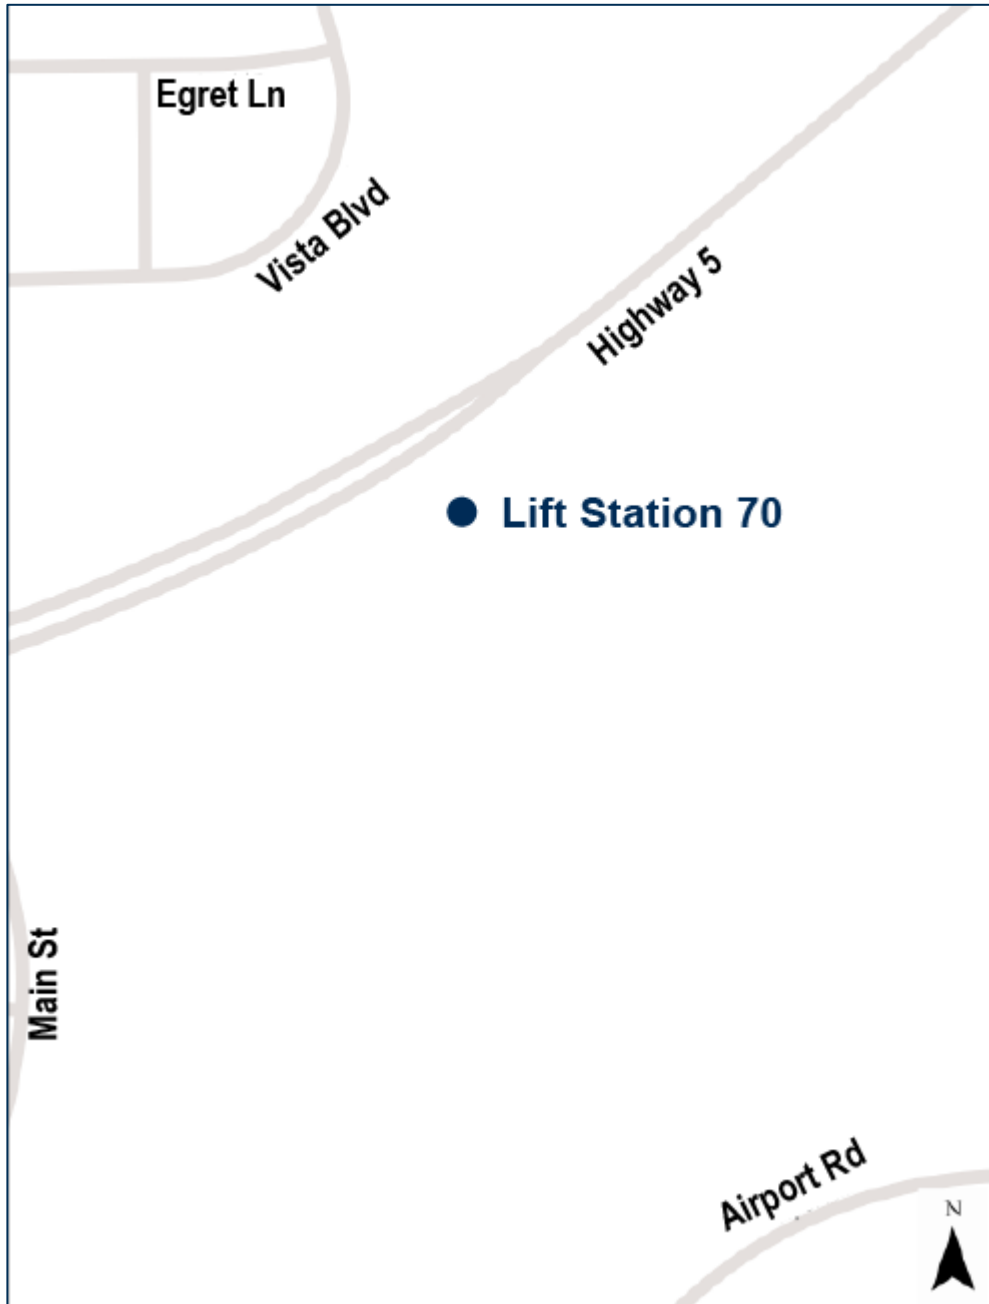 Egret Ln
Vista Blvd
Highway 5
Lift Station 70
Main St
Airport Rd
N